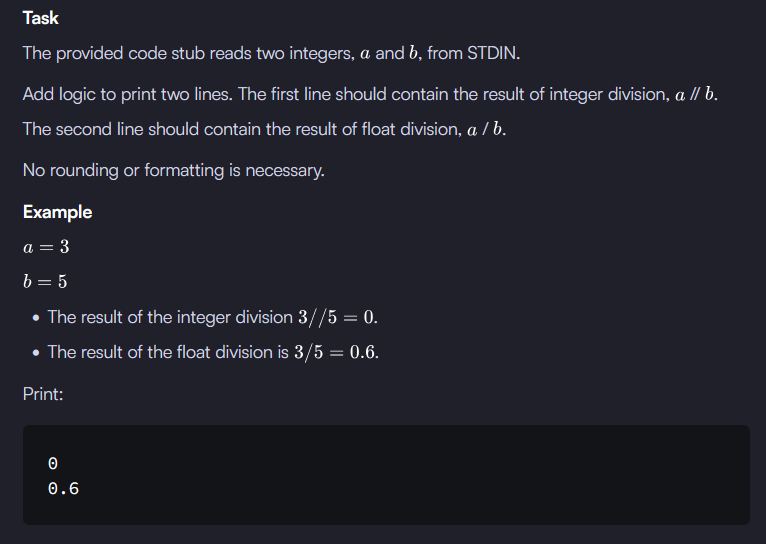 Task
The provided code stub reads two integers, a and b, from STDIN.
Add logic to print two lines. The first line should contain the result of integer division, a // b.
The second line should contain the result of float division, a / b.
No rounding or formatting is necessary.
Example
a = 3
b = 5
• The result of the integer division 3//5 = 0.
• The result of the float division is 3/5 = 0.6.
Print:
0
0.6